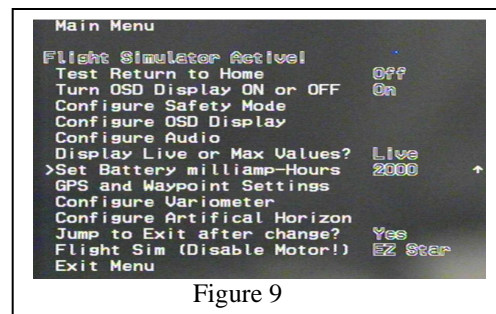 Main Menu
Flight Simulator Active!
Test Return to Home Off
Turn OSD Display ON or OFF On
Configure Safety Mode
Configure OSD Display
Configure Audio
Display Live or Max Values? Live
>Set Battery milliamp-Hours 2000 ↑
GPS and Waypoint Settings
Configure Variometer
Configure Artifical Horizon
Jump to Exit after change? Yes
Flight Sim (Disable Motor!) EZ Star
Exit Menu
Figure 9